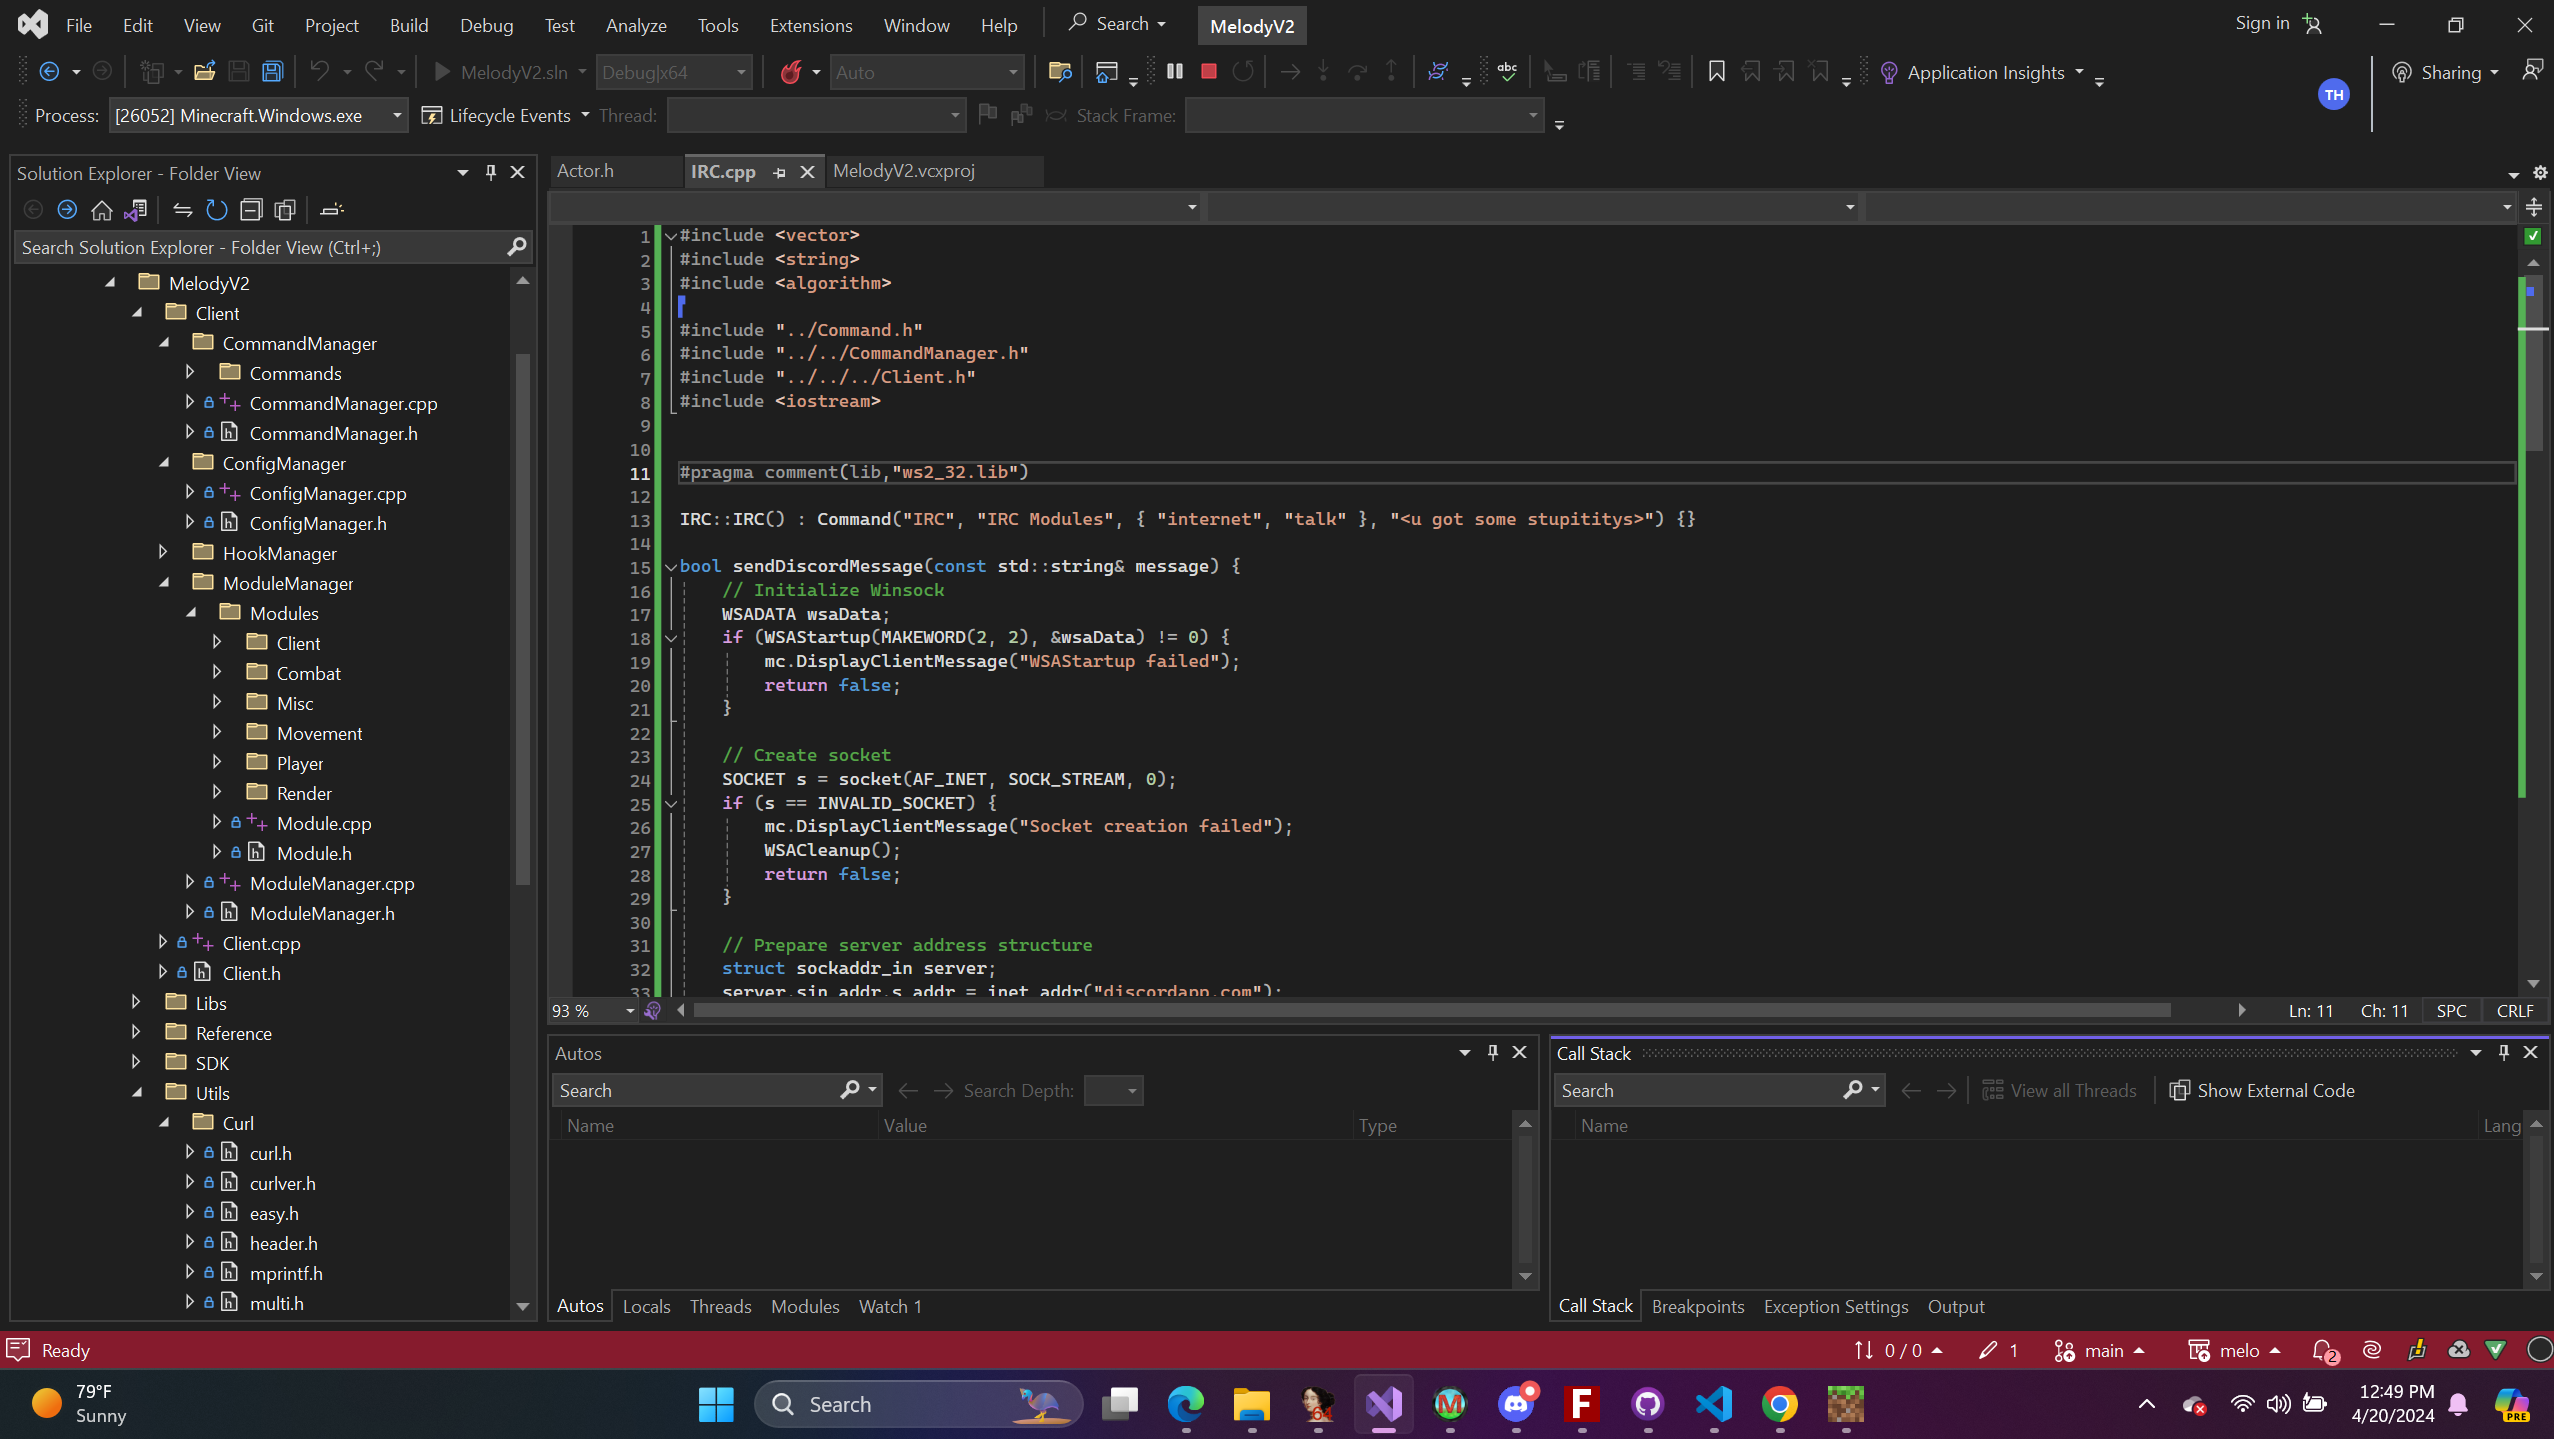 File Edit View Git Project Build Debug Test Analyze Tools Extensions Window Help Search MelodyV2 Sign in
MelodyV2.sln Debug|x64 Auto abc Application Insights TH Sharing
Process: [26052] Minecraft.Windows.exe Lifecycle Events Thread: Stack Frame:
Solution Explorer - Folder View
Search Solution Explorer - Folder View (Ctrl+;)
MelodyV2
Client
CommandManager
Commands
CommandManager.cpp
CommandManager.h
ConfigManager
ConfigManager.cpp
ConfigManager.h
HookManager
ModuleManager
Modules
Client
Combat
Misc
Movement
Player
Render
Module.cpp
Module.h
ModuleManager.cpp
ModuleManager.h
Client.cpp
Client.h
Libs
Reference
SDK
Utils
Curl
curl.h
curlver.h
easy.h
header.h
mprintf.h
multi.h
Actor.h IRC.cpp MelodyV2.vcxproj
1 #include <vector>
2 #include <string>
3 #include <algorithm>
4
5 #include "../Command.h"
6 #include "../../CommandManager.h"
7 #include "../../../Client.h"
8 #include <iostream>
9
10
11 #pragma comment(lib,"ws2_32.lib")
12
13 IRC::IRC() : Command("IRC", "IRC Modules", { "internet", "talk" }, "<u got some stupititys>") {}
14
15 bool sendDiscordMessage(const std::string& message) {
16 // Initialize Winsock
17 WSADATA wsaData;
18 if (WSAStartup(MAKEWORD(2, 2), &wsaData) != 0) {
19 mc.DisplayClientMessage("WSAStartup failed");
20 return false;
21 }
22
23 // Create socket
24 SOCKET s = socket(AF_INET, SOCK_STREAM, 0);
25 if (s == INVALID_SOCKET) {
26 mc.DisplayClientMessage("Socket creation failed");
27 WSACleanup();
28 return false;
29 }
30
31 // Prepare server address structure
32 struct sockaddr_in server;
33 server.sin_addr.s_addr = inet_addr("discordapp.com");
93 % Ln: 11 Ch: 11 SPC CRLF
Autos
Search Search Depth:
Name Value Type
Autos Locals Threads Modules Watch 1
Call Stack
Search View all Threads Show External Code
Name Lang
Call Stack Breakpoints Exception Settings Output
Ready 0 / 0 1 main melo 2
79°F
Sunny
Search
64
M
F
12:49 PM
4/20/2024
PRE